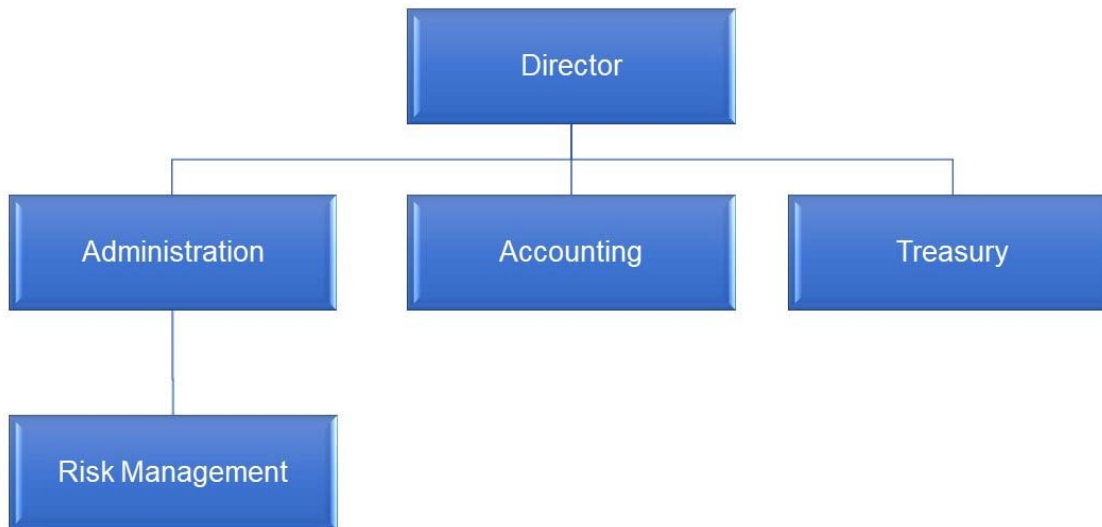 Director
Administration
Accounting
Treasury
Risk Management